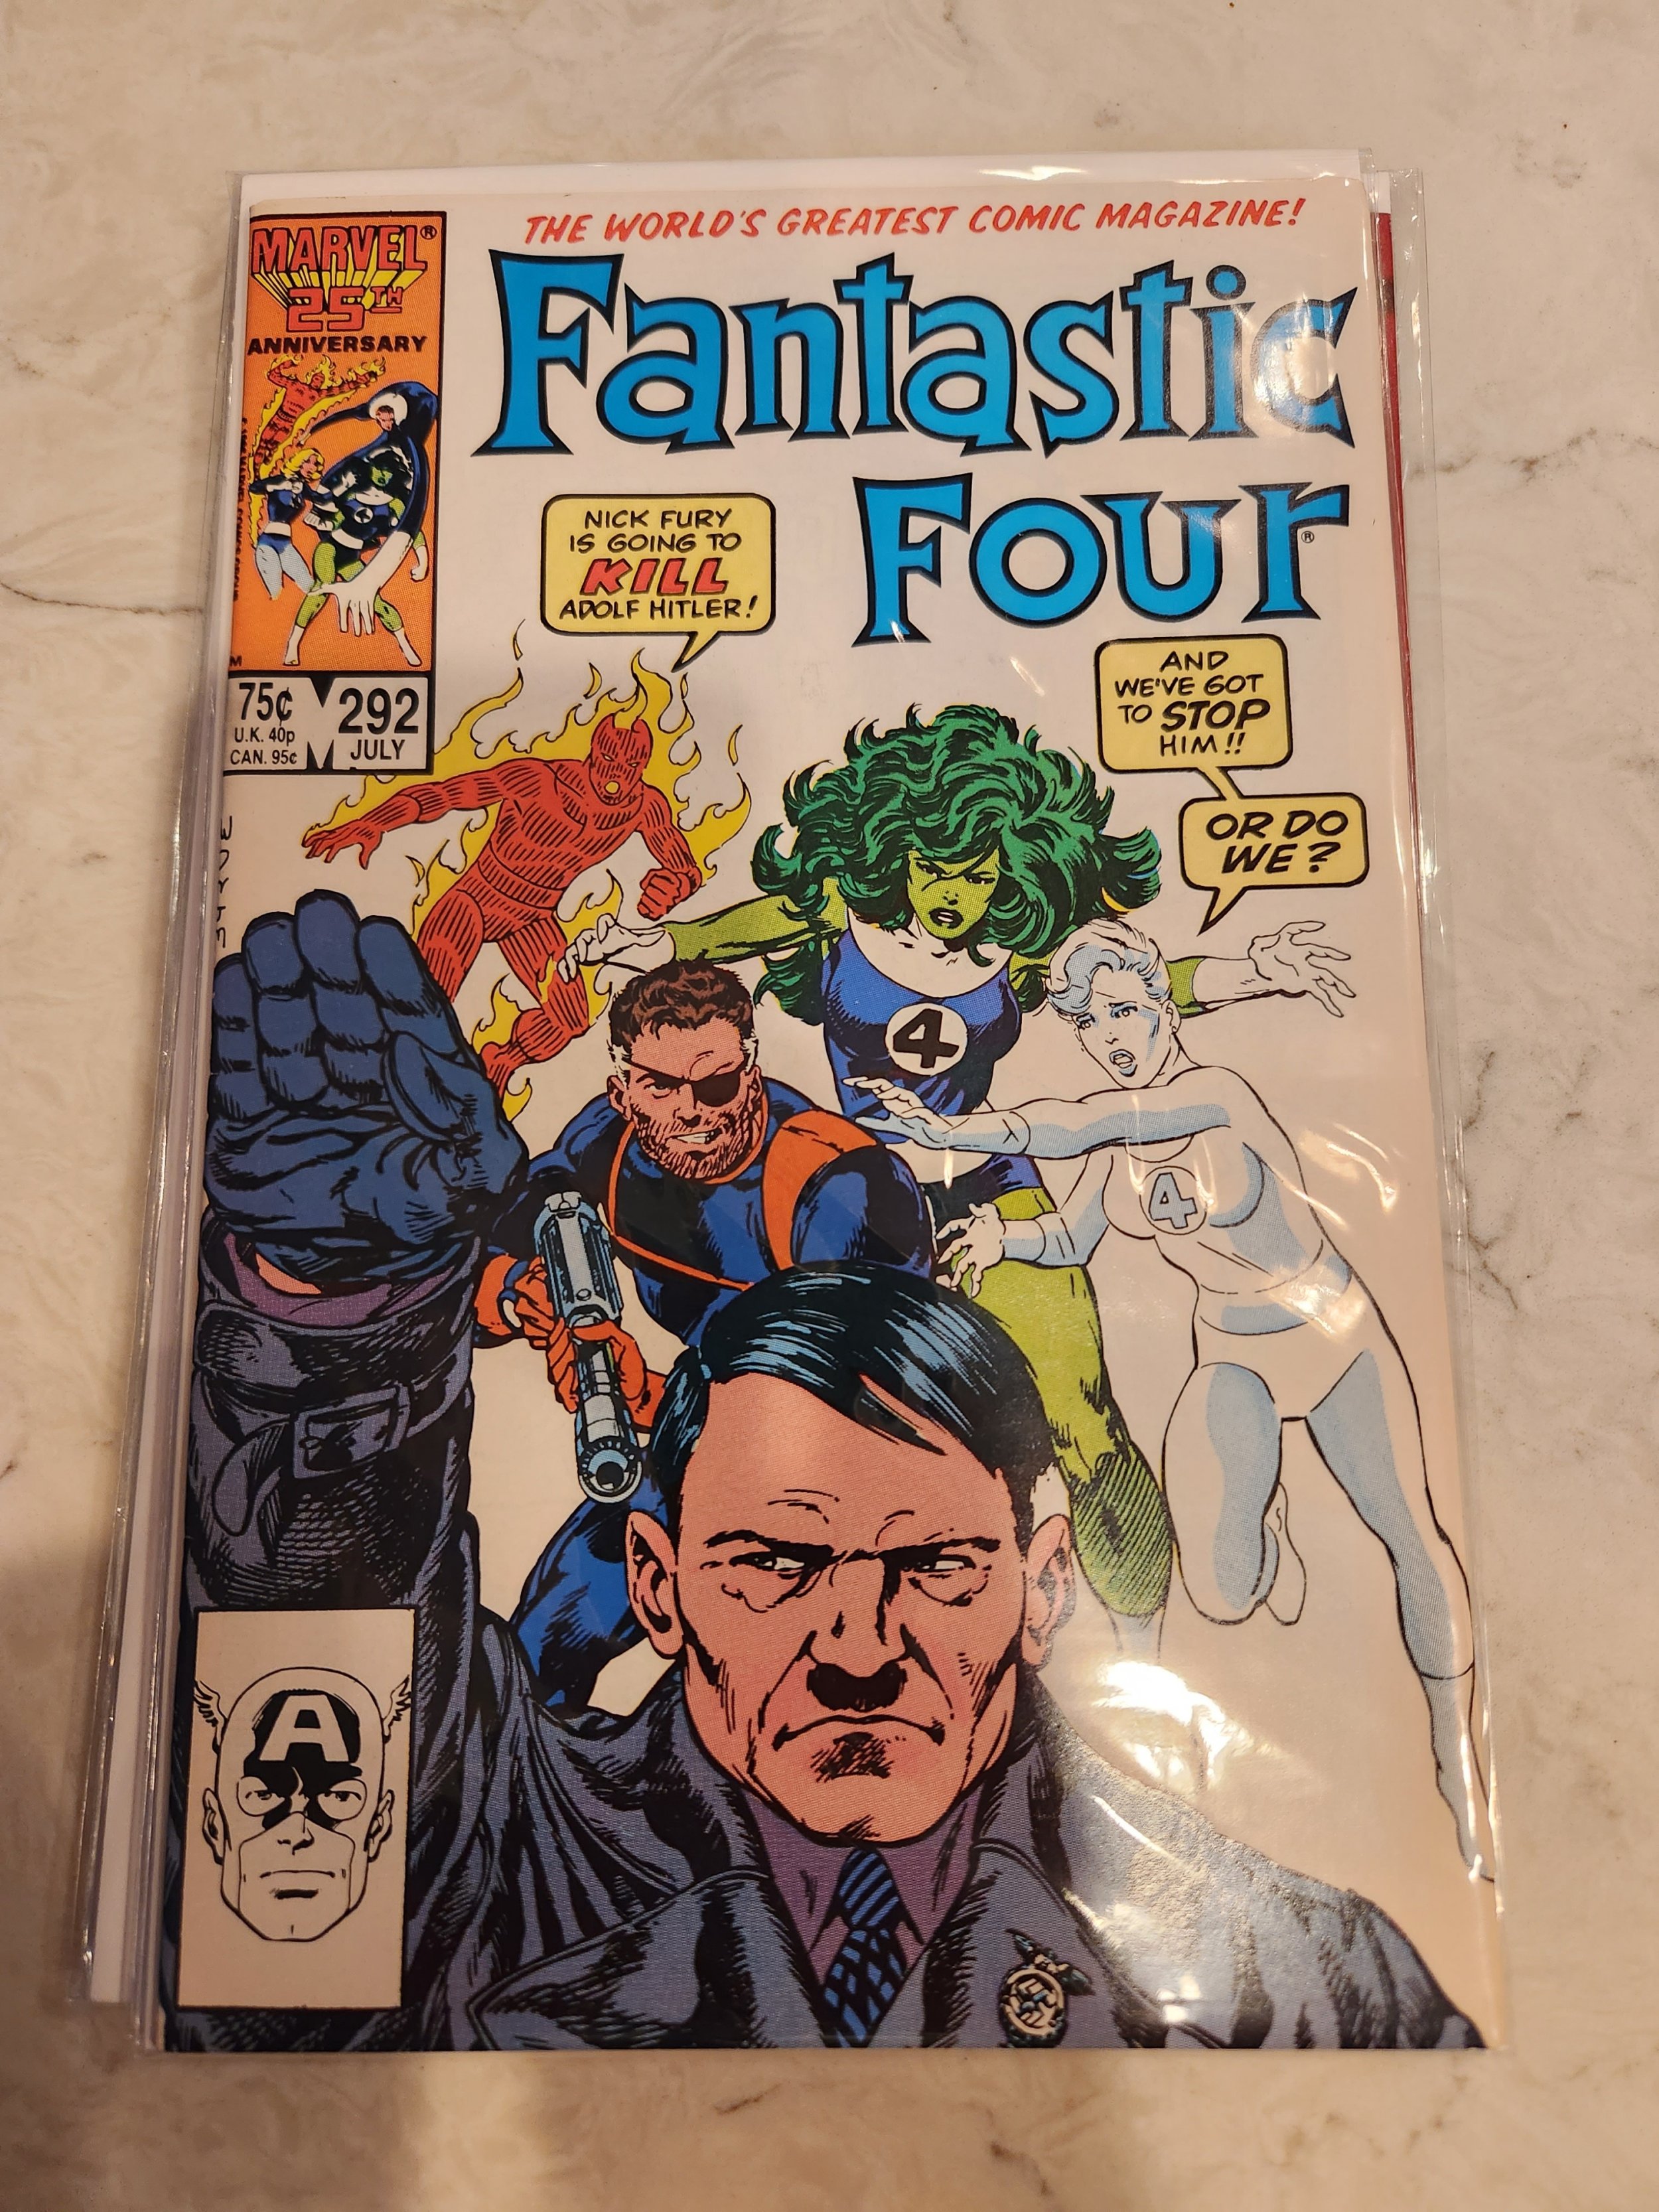 THE WORLD'S GREATEST COMIC MAGAZINE!
MARVEL®
25TH
ANNIVERSARY
Fantastic
Four®
NICK FURY
IS GOING TO
KILL
ADOLF HITLER!
AND
WE'VE GOT
TO STOP
HIM!!
OR DO
WE?
75¢
U.K. 40p
CAN. 95¢
M
292
JULY
BYRNE
4
4
A